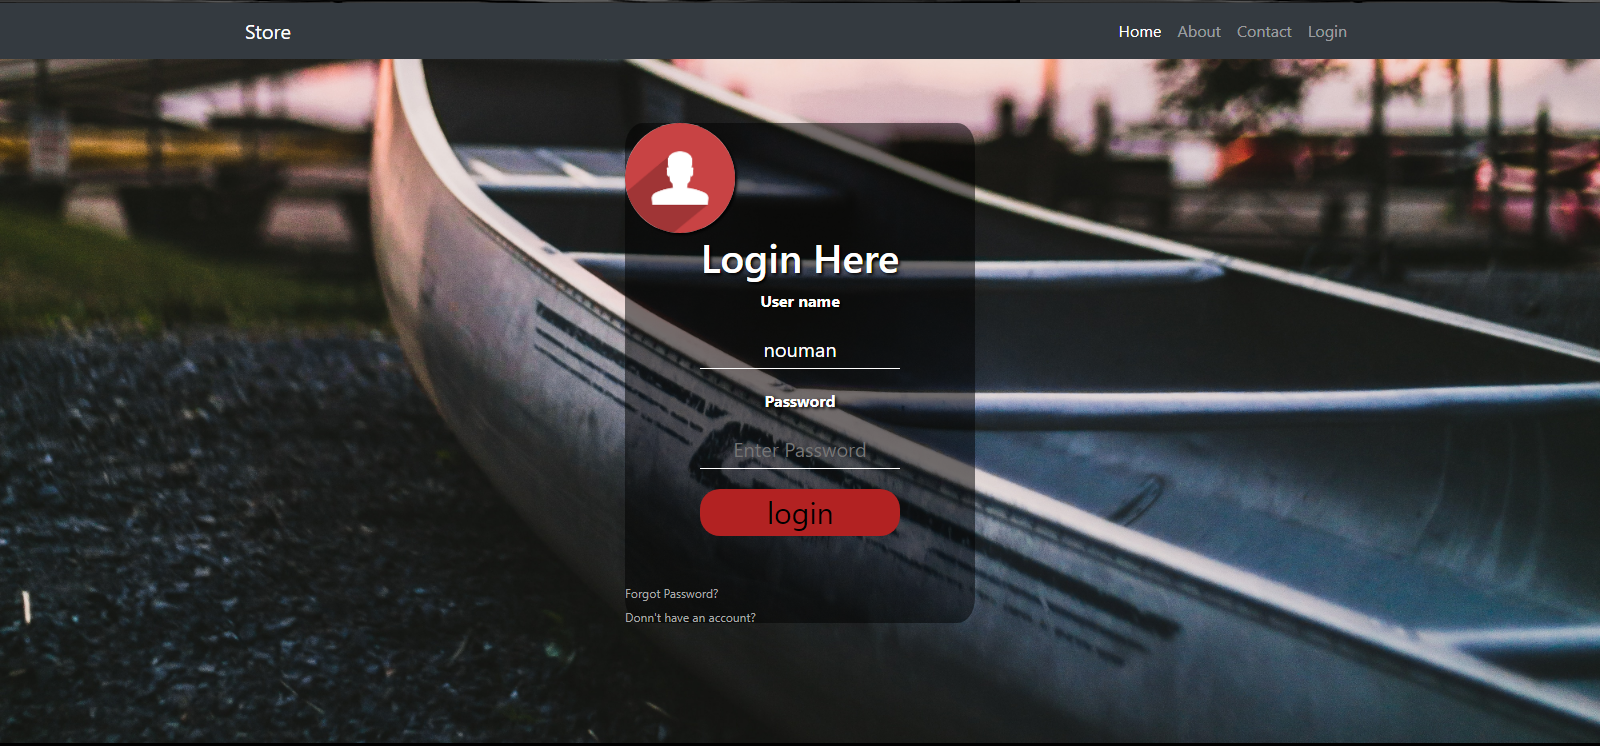 Store Home About Contact Login
Login Here
User name
nouman
Password
Enter Password
login
Forgot Password?
Donn't have an account?